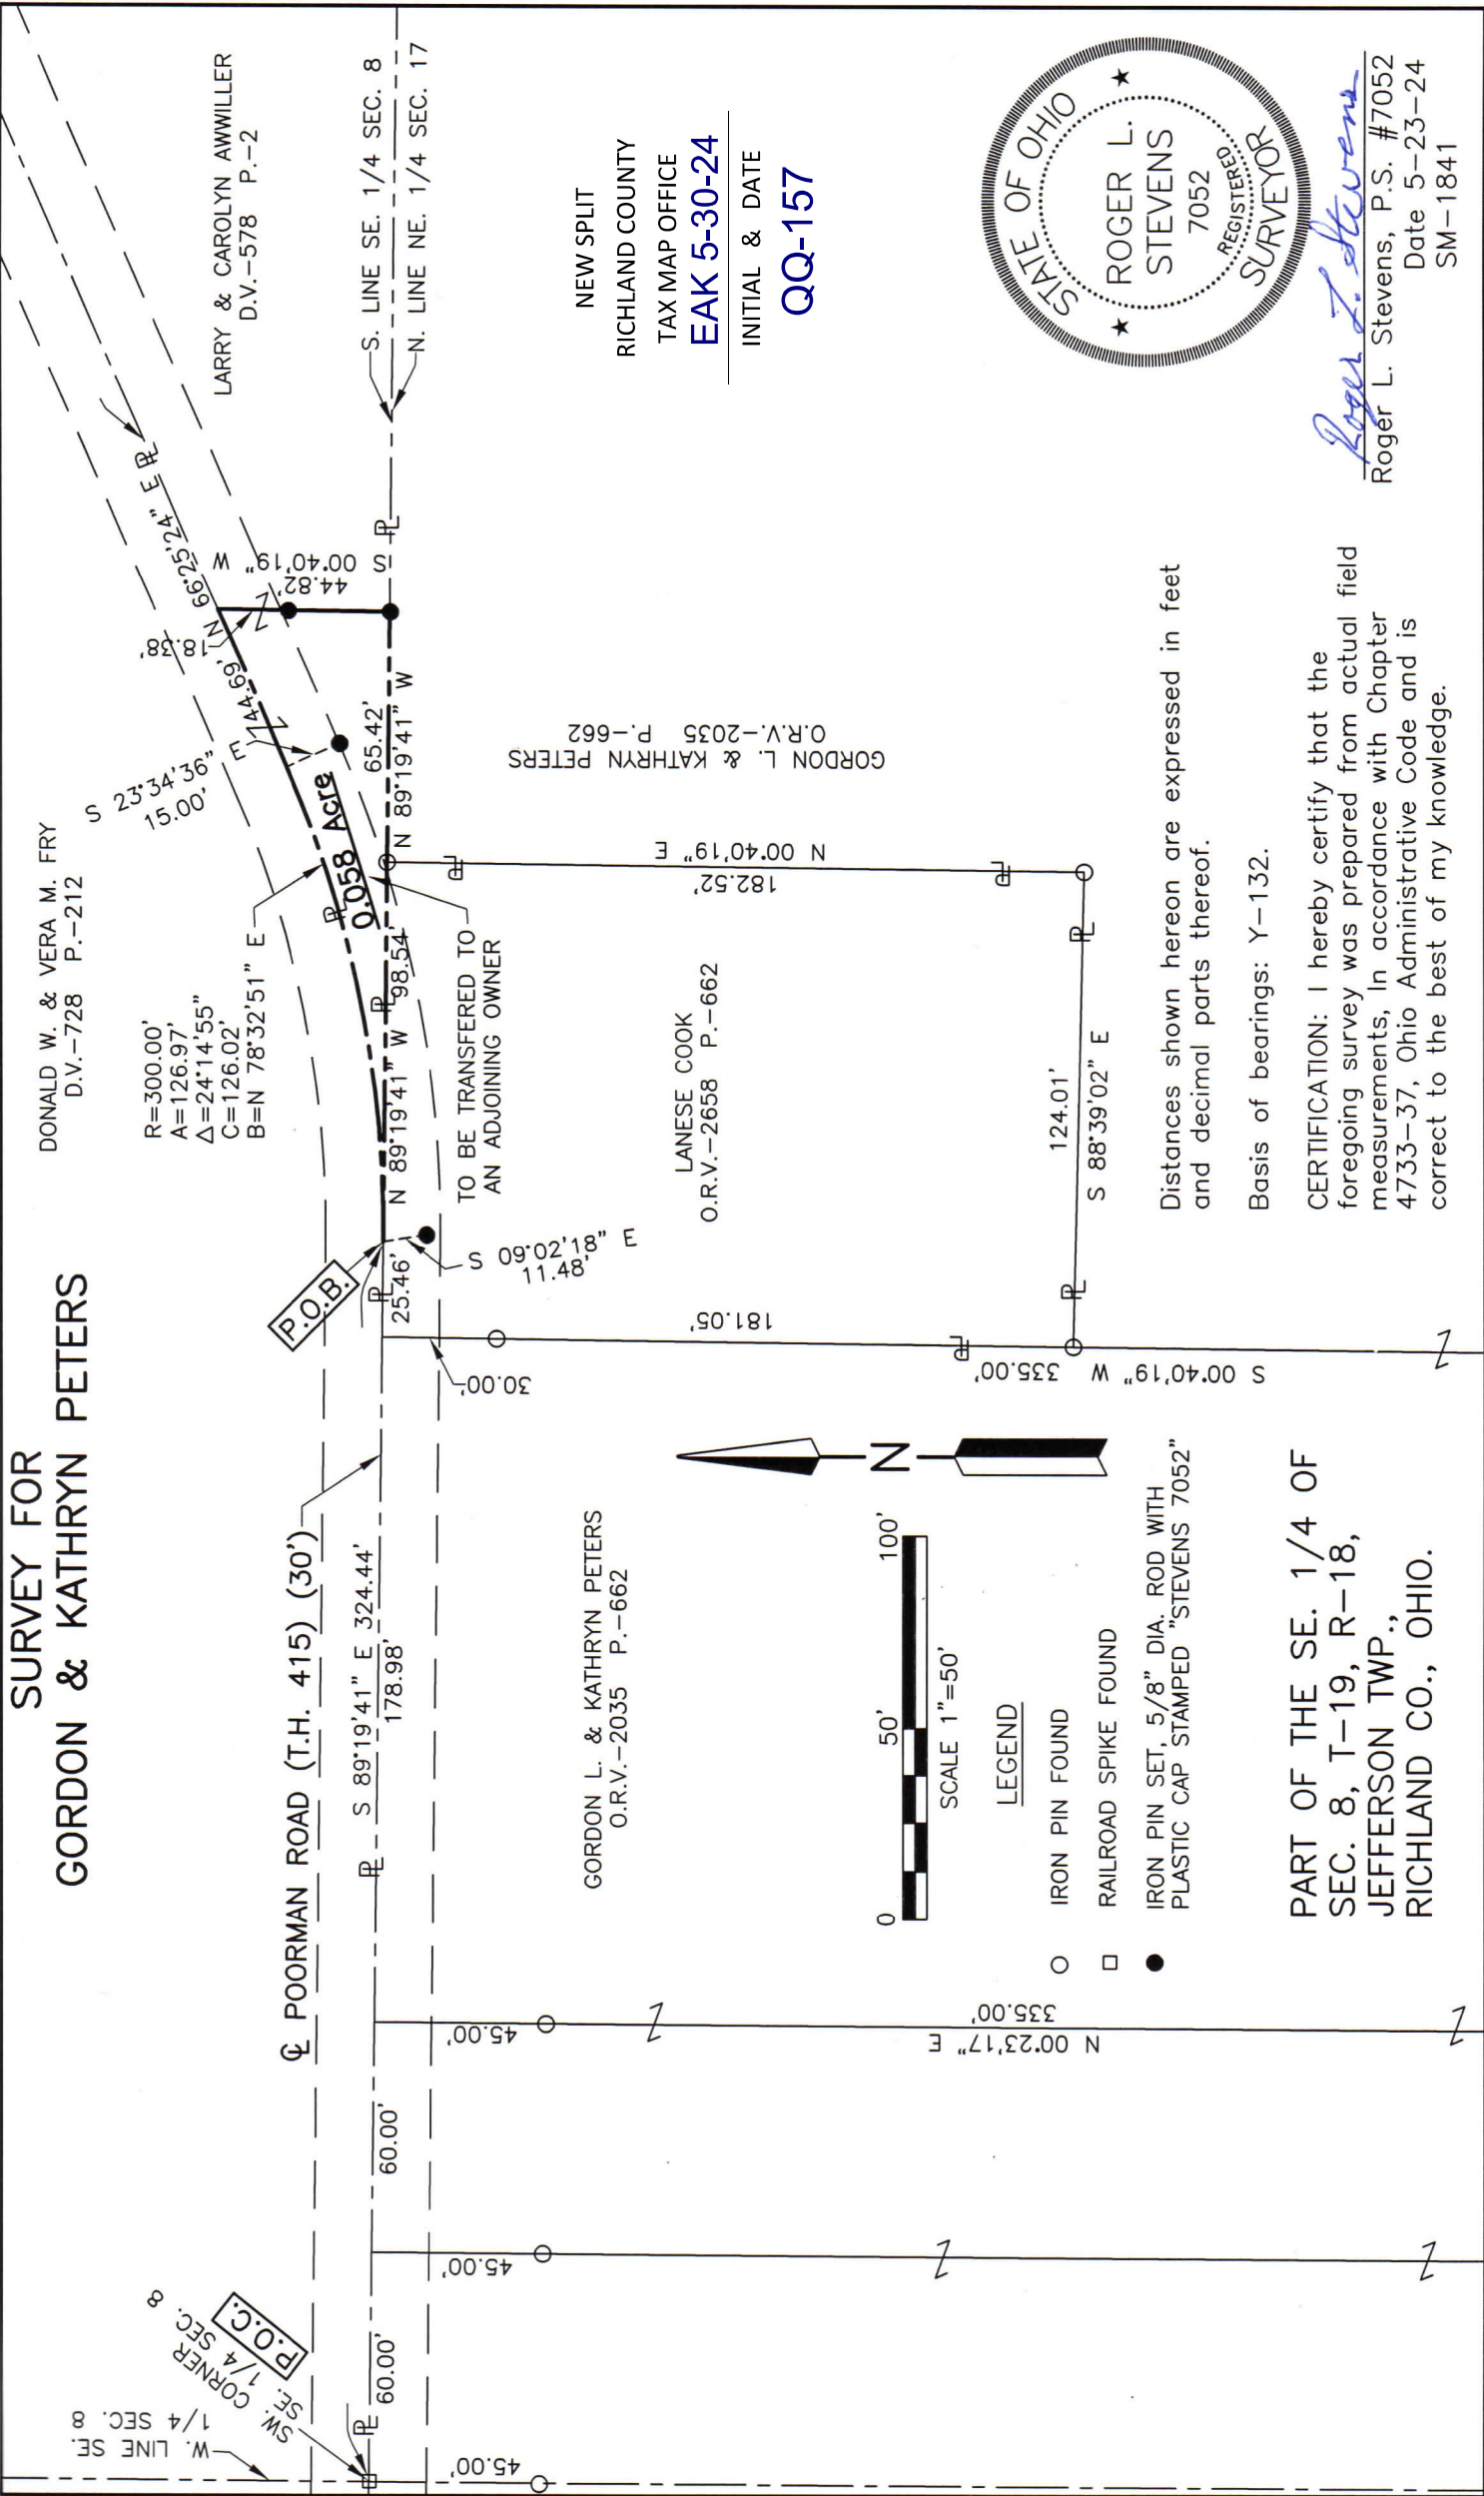 SURVEY FOR
GORDON & KATHRYN PETERS
DONALD W. & VERA M. FRY
D.V.-728 P.-212
R=300.00'
A=126.97'
Δ=24°14'55"
C=126.02'
B=N 78°32'51" E
S 23°34'36" E
15.00'
N 66°25'24" E
44.69'
18.38'
S 00°40'19" W
44.82'
LARRY & CAROLYN AWWILLER
D.V.-578 P.-2
S. LINE SE. 1/4 SEC. 8
N. LINE NE. 1/4 SEC. 17
W. LINE SE.
1/4 SEC. 8
SW. CORNER
SE. 1/4 SEC. 8
P.O.C.
℄ POORMAN ROAD (T.H. 415) (30')
S 89°19'41" E 324.44'
60.00'
60.00'
178.98'
25.46'
P.O.B.
N 89°19'41" W
98.54'
0.058 Acre
65.42'
N 89°19'41" W
PL
PL
PL
PL
PL
PL
PL
PL
PL
PL
PL
PL
45.00'
45.00'
45.00'
30.00'
S 09°02'18" E
11.48'
TO BE TRANSFERED TO
AN ADJOINING OWNER
N 00°23'17" E
335.00'
181.05'
S 00°40'19" W 335.00'
LANESE COOK
O.R.V.-2658 P.-662
182.52'
N 00°40'19" E
124.01'
S 88°39'02" E
GORDON L. & KATHRYN PETERS
O.R.V.-2035 P.-662
GORDON L. & KATHRYN PETERS
O.R.V.-2035 P.-662
NEW SPLIT
RICHLAND COUNTY
TAX MAP OFFICE
EAK 5-30-24
INITIAL & DATE
QQ-157
N
0 50' 100'
SCALE 1"=50'
LEGEND
IRON PIN FOUND
RAILROAD SPIKE FOUND
IRON PIN SET, 5/8" DIA. ROD WITH
PLASTIC CAP STAMPED "STEVENS 7052"
PART OF THE SE. 1/4 OF
SEC. 8, T-19, R-18,
JEFFERSON TWP.,
RICHLAND CO., OHIO.
Distances shown hereon are expressed in feet
and decimal parts thereof.
Basis of bearings: Y-132.
CERTIFICATION: I hereby certify that the
foregoing survey was prepared from actual field
measurements, In accordance with Chapter
4733-37, Ohio Administrative Code and is
correct to the best of my knowledge.
STATE OF OHIO
ROGER L.
STEVENS
7052
REGISTERED
SURVEYOR
Roger L. Stevens
Roger L. Stevens, P.S. #7052
Date 5-23-24
SM-1841